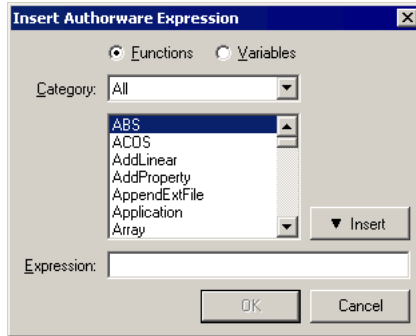 Insert Authorware Expression
Functions Variables
Category: All
ABS
ACOS
AddLinear
AddProperty
AppendExtFile
Application
Array
Insert
Expression:
OK Cancel